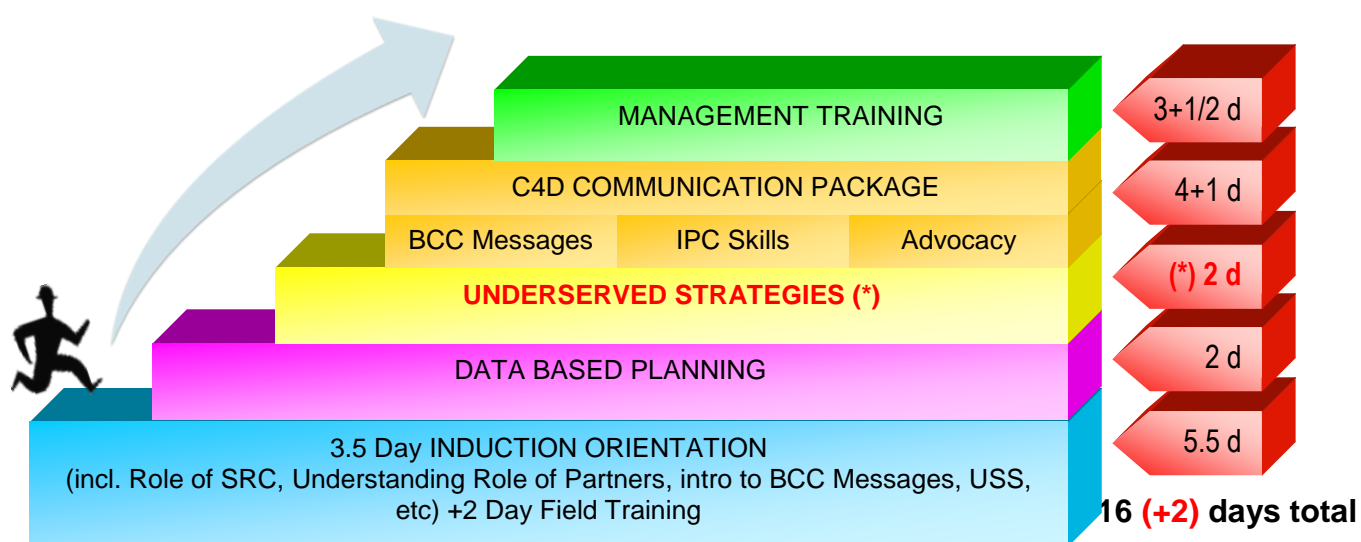 MANAGEMENT TRAINING
3+1/2 d
C4D COMMUNICATION PACKAGE
4+1 d
BCC Messages IPC Skills Advocacy
UNDERSERVED STRATEGIES (*)
(*) 2 d
DATA BASED PLANNING
2 d
3.5 Day INDUCTION ORIENTATION
(incl. Role of SRC, Understanding Role of Partners, intro to BCC Messages, USS,
etc) +2 Day Field Training
5.5 d
16 (+2) days total